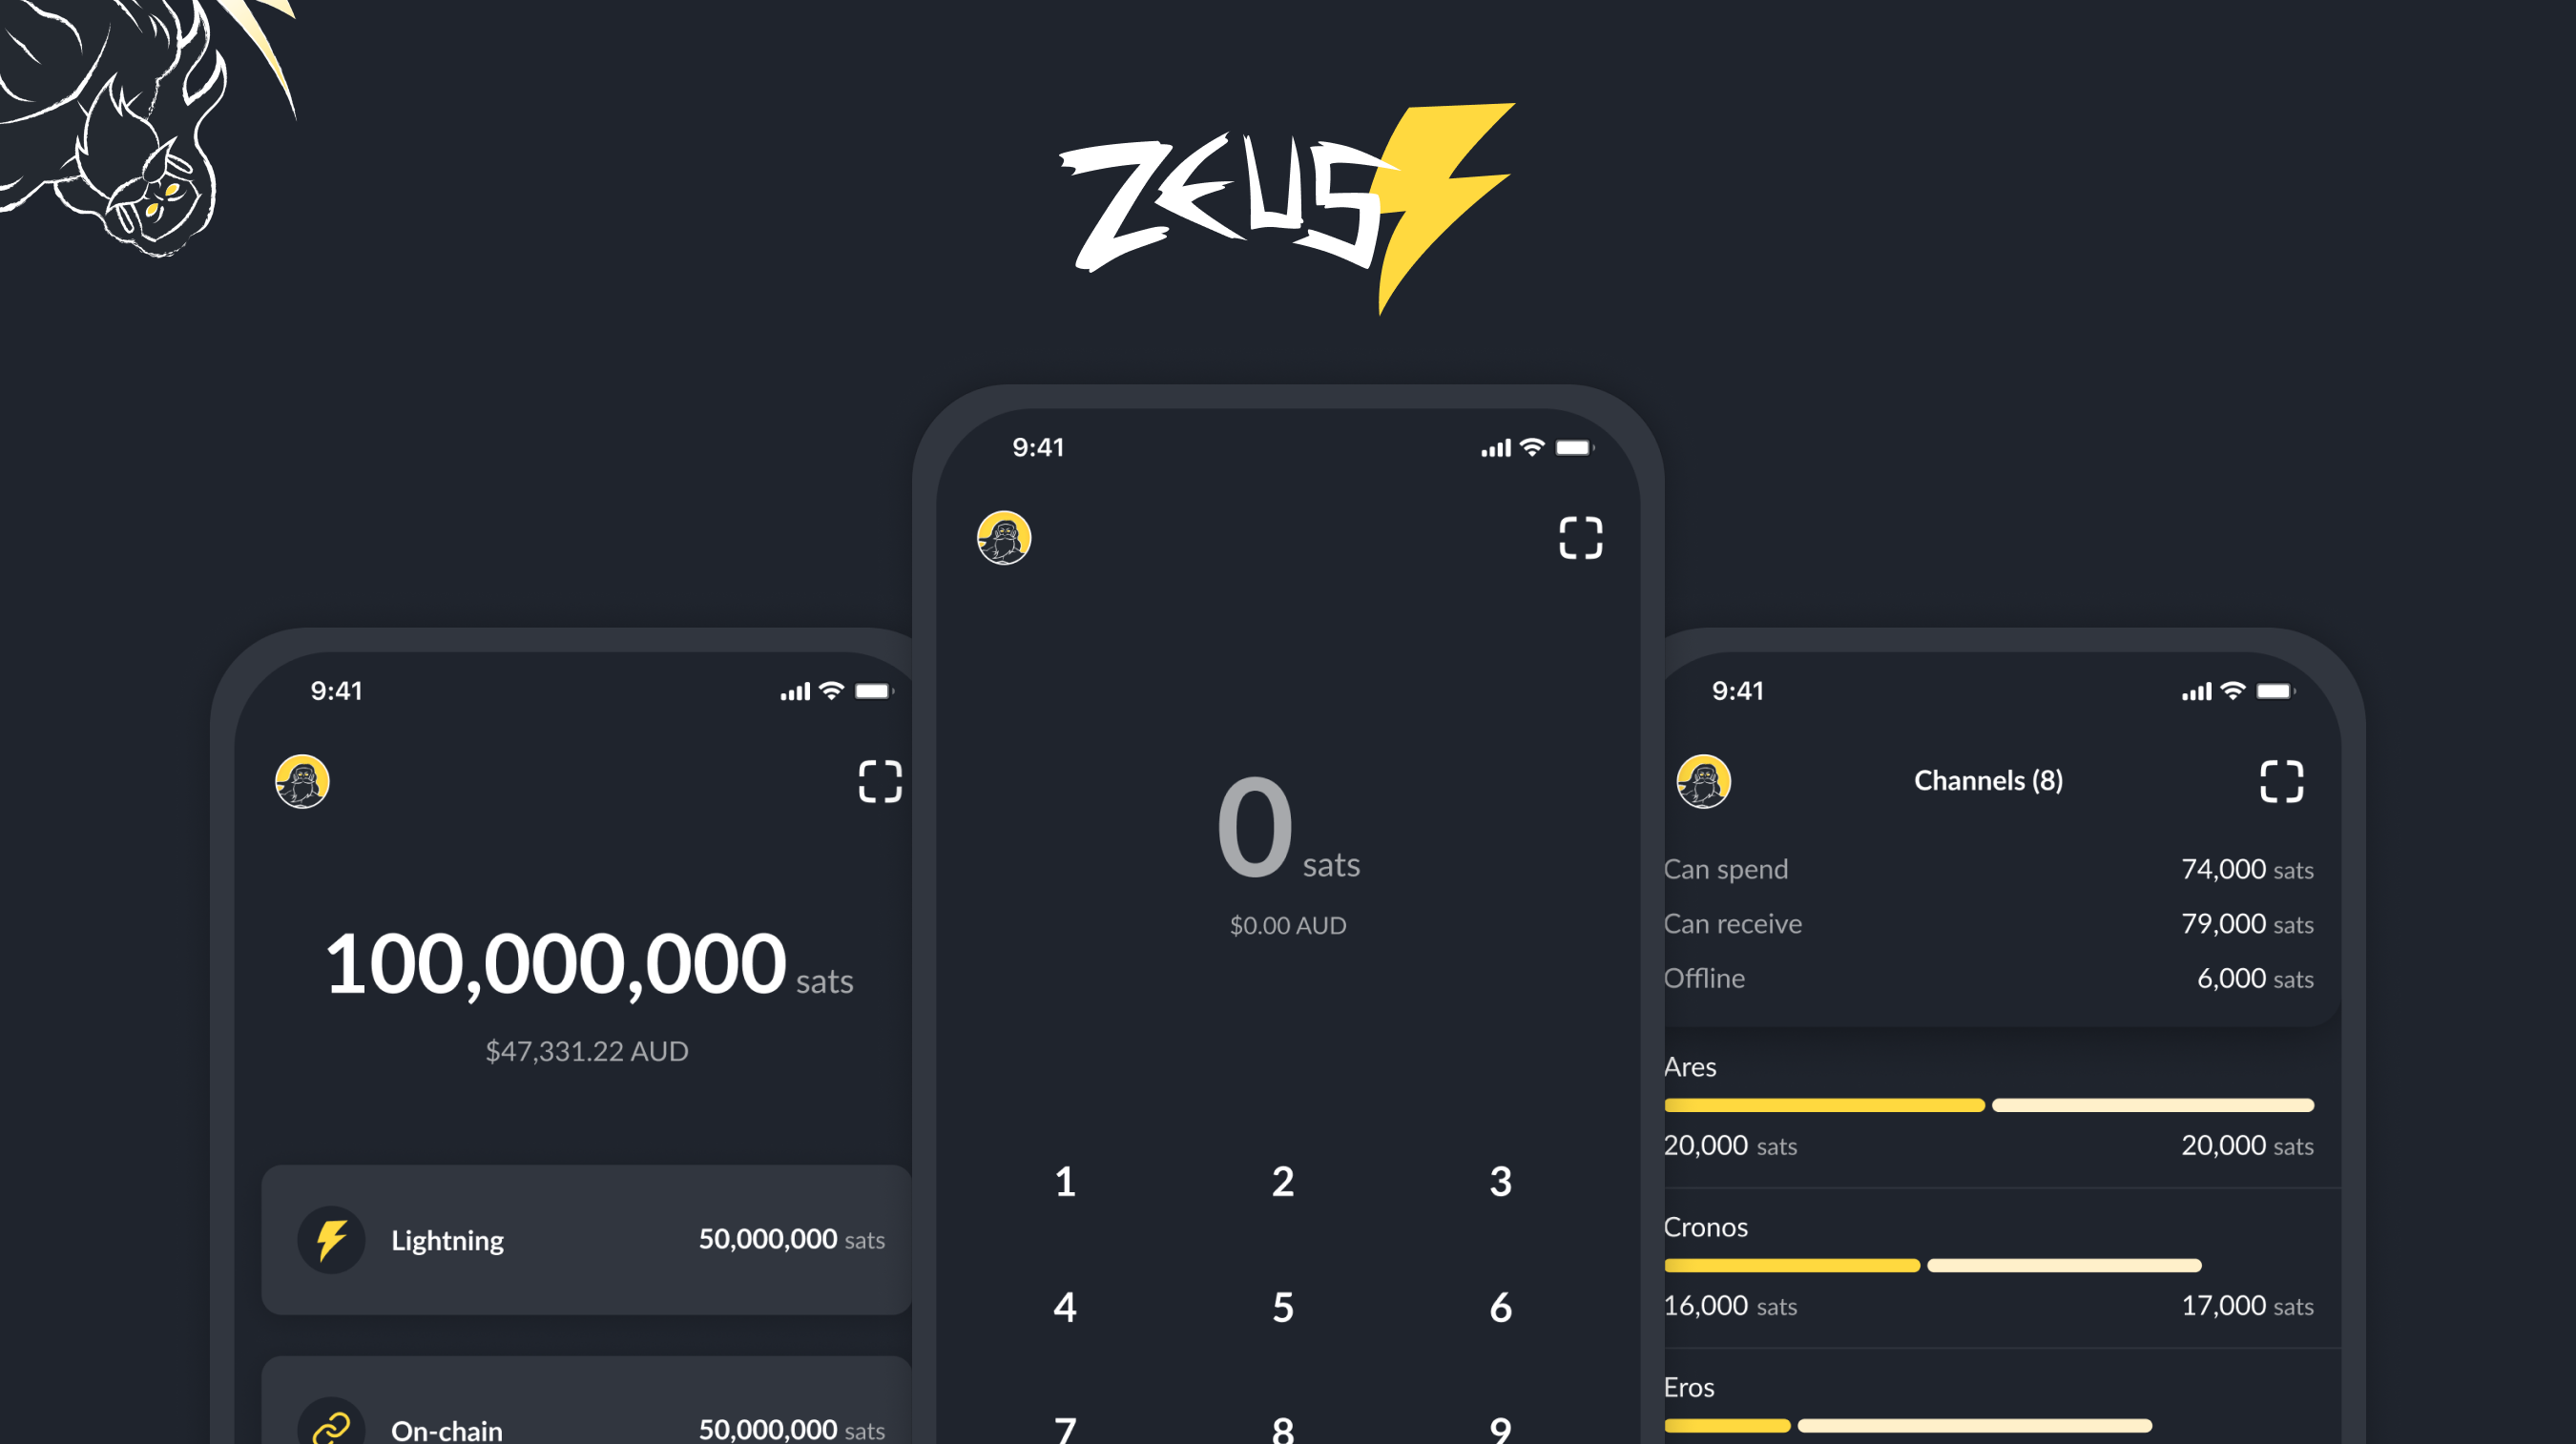 ZEUS
9:41
100,000,000 sats
$47,331.22 AUD
Lightning 50,000,000 sats
On-chain 50,000,000 sats
9:41
0 sats
$0.00 AUD
1 2 3
4 5 6
7 8 9
9:41
Channels (8)
Can spend 74,000 sats
Can receive 79,000 sats
Offline 6,000 sats
Ares
20,000 sats 20,000 sats
Cronos
16,000 sats 17,000 sats
Eros